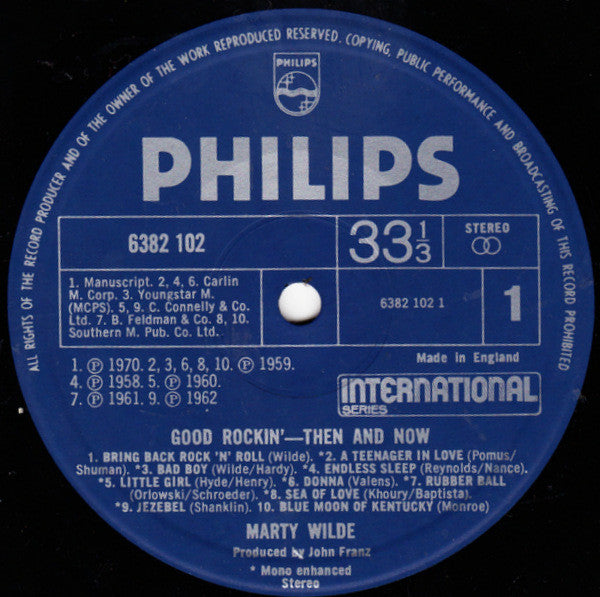 ALL RIGHTS OF THE RECORD PRODUCER AND OF THE OWNER OF THE WORK REPRODUCED RESERVED. COPYING, PUBLIC PERFORMANCE AND BROADCASTING OF THIS RECORD PROHIBITED
PHILIPS
PHILIPS
6382 102
33 1/3
STEREO
1. Manuscript. 2, 4, 6. Carlin
M. Corp. 3. Youngstar M.
(MCPS). 5, 9. C. Connelly & Co.
Ltd. 7. B. Feldman & Co. 8, 10.
Southern M. Pub. Co. Ltd.
6382 102 1
1
1. Ⓟ 1970. 2, 3, 6, 8, 10. Ⓟ 1959.
4. Ⓟ 1958. 5. Ⓟ 1960.
7. Ⓟ 1961. 9. Ⓟ 1962
Made in England
INTERNATIONAL
SERIES
GOOD ROCKIN'—THEN AND NOW
1. BRING BACK ROCK 'N' ROLL (Wilde). *2. A TEENAGER IN LOVE (Pomus/
Shuman). *3. BAD BOY (Wilde/Hardy). *4. ENDLESS SLEEP (Reynolds/Nance).
*5. LITTLE GIRL (Hyde/Henry). *6. DONNA (Valens). *7. RUBBER BALL
(Orlowski/Schroeder). *8. SEA OF LOVE (Khoury/Baptista).
*9. JEZEBEL (Shanklin). 10. BLUE MOON OF KENTUCKY (Monroe)
MARTY WILDE
Produced by John Franz
* Mono enhanced
Stereo